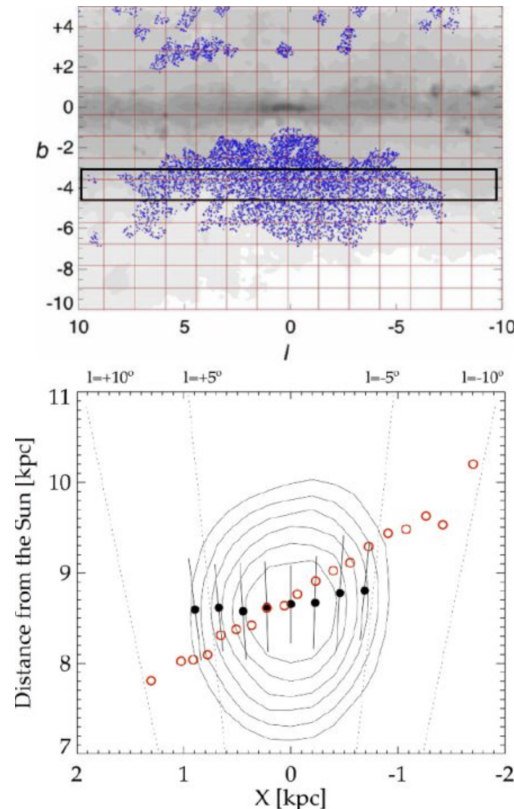 +4
+2
0
b
-2
-4
-6
-8
-10
10 5 0 -5 -10
l
l=+10° l=+5° l=-5° l=-10°
11
10
9
8
7
Distance from the Sun [kpc]
2 1 0 -1 -2
X [kpc]